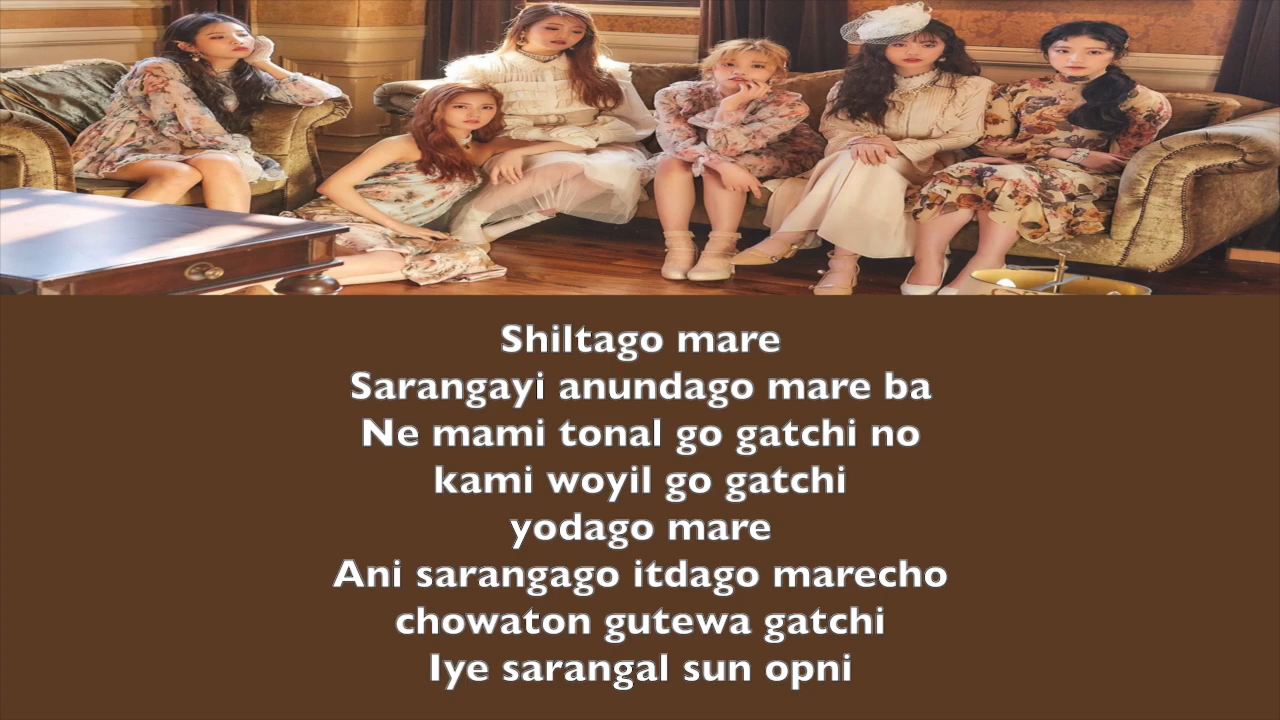 Shiltago mare
Sarangayi anundago mare ba
Ne mami tonal go gatchi no
kami woyil go gatchi
yodago mare
Ani sarangago itdago marecho
chowaton gutewa gatchi
Iye sarangal sun opni